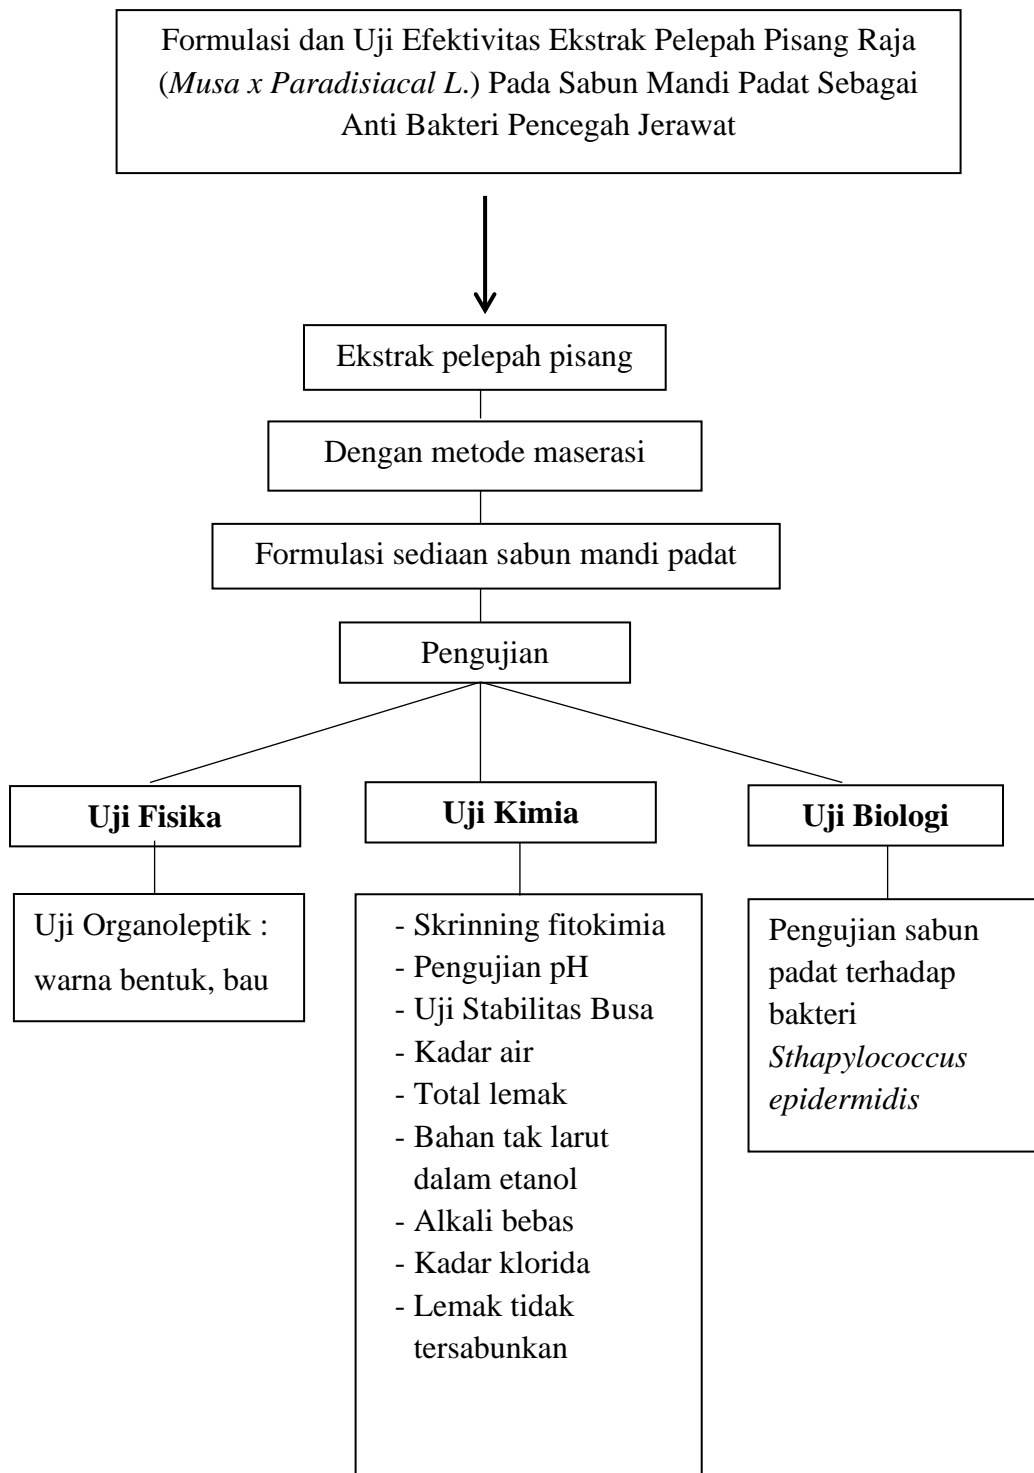 Formulasi dan Uji Efektivitas Ekstrak Pelepah Pisang Raja
(Musa x Paradisiacal L.) Pada Sabun Mandi Padat Sebagai
Anti Bakteri Pencegah Jerawat
Ekstrak pelepah pisang
Dengan metode maserasi
Formulasi sediaan sabun mandi padat
Pengujian
Uji Fisika
Uji Organoleptik :
warna bentuk, bau
Uji Kimia
- Skrinning fitokimia
- Pengujian pH
- Uji Stabilitas Busa
- Kadar air
- Total lemak
- Bahan tak larut
dalam etanol
- Alkali bebas
- Kadar klorida
- Lemak tidak
tersabunkan
Uji Biologi
Pengujian sabun
padat terhadap
bakteri
Sthapylococcus
epidermidis